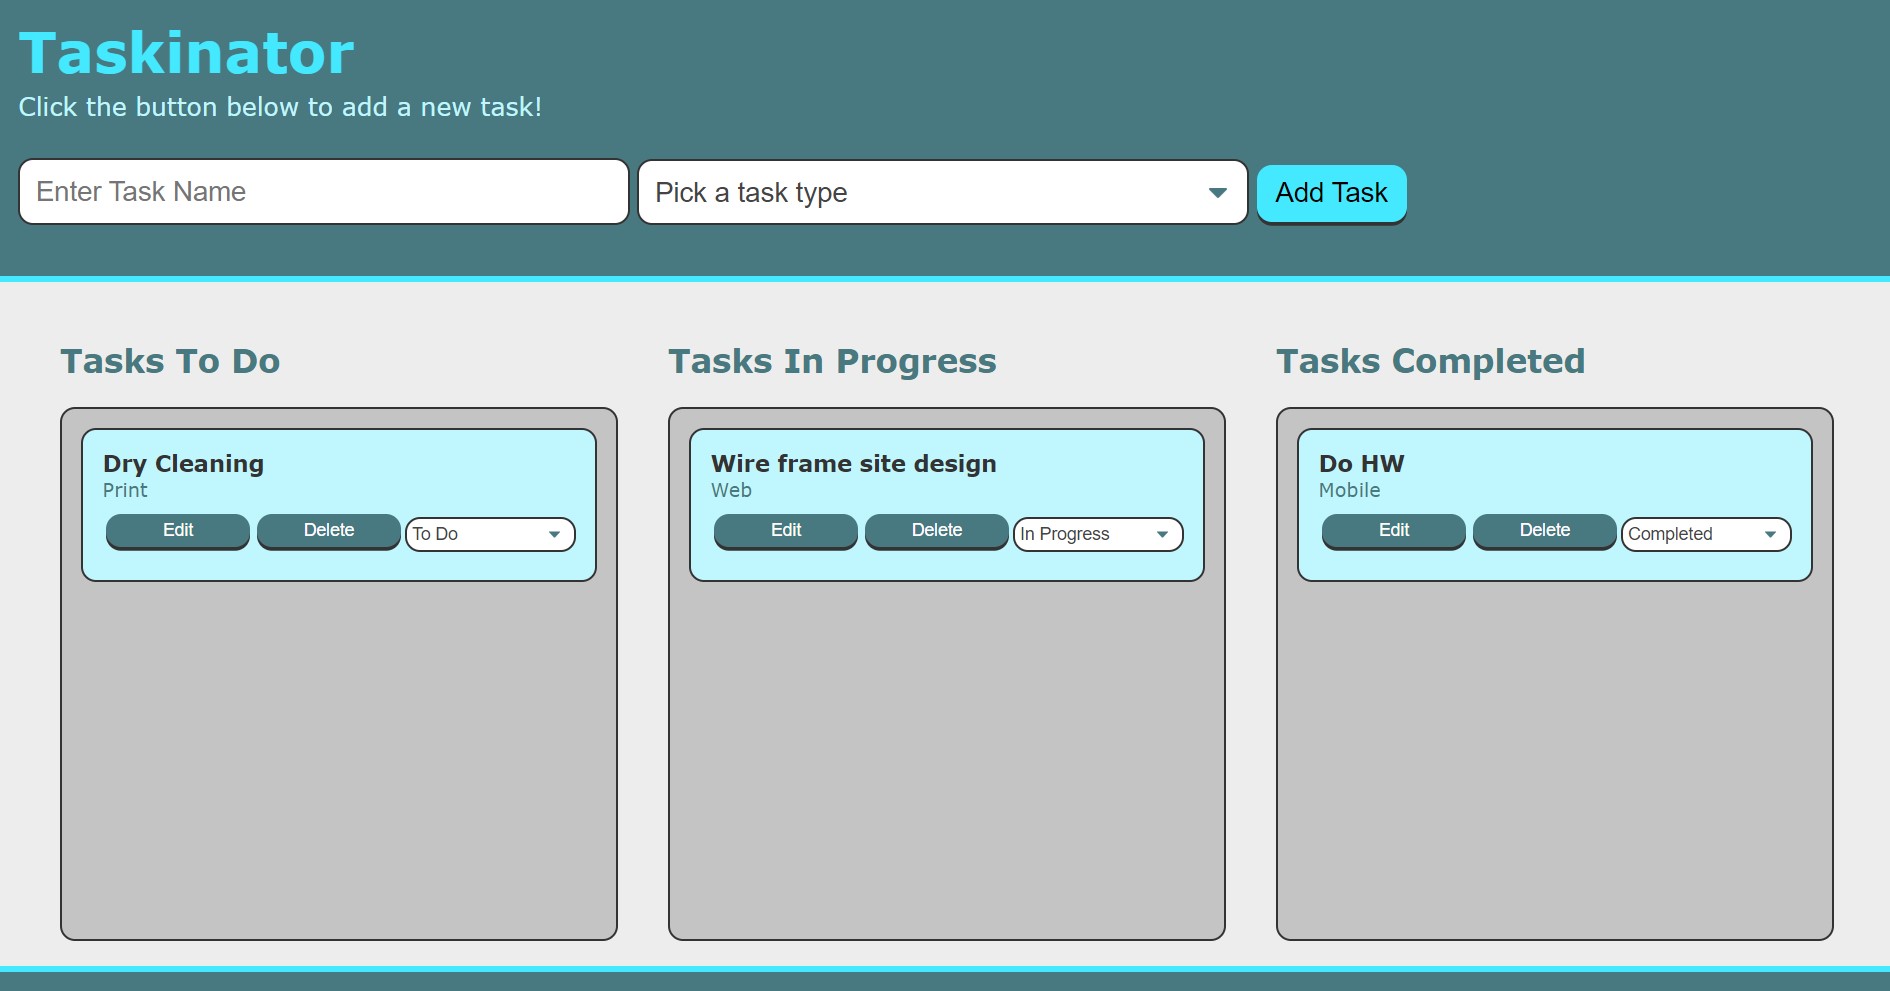 Taskinator
Click the button below to add a new task!
Enter Task Name
Pick a task type
Add Task
Tasks To Do
Dry Cleaning
Print
Edit
Delete
To Do
Tasks In Progress
Wire frame site design
Web
Edit
Delete
In Progress
Tasks Completed
Do HW
Mobile
Edit
Delete
Completed